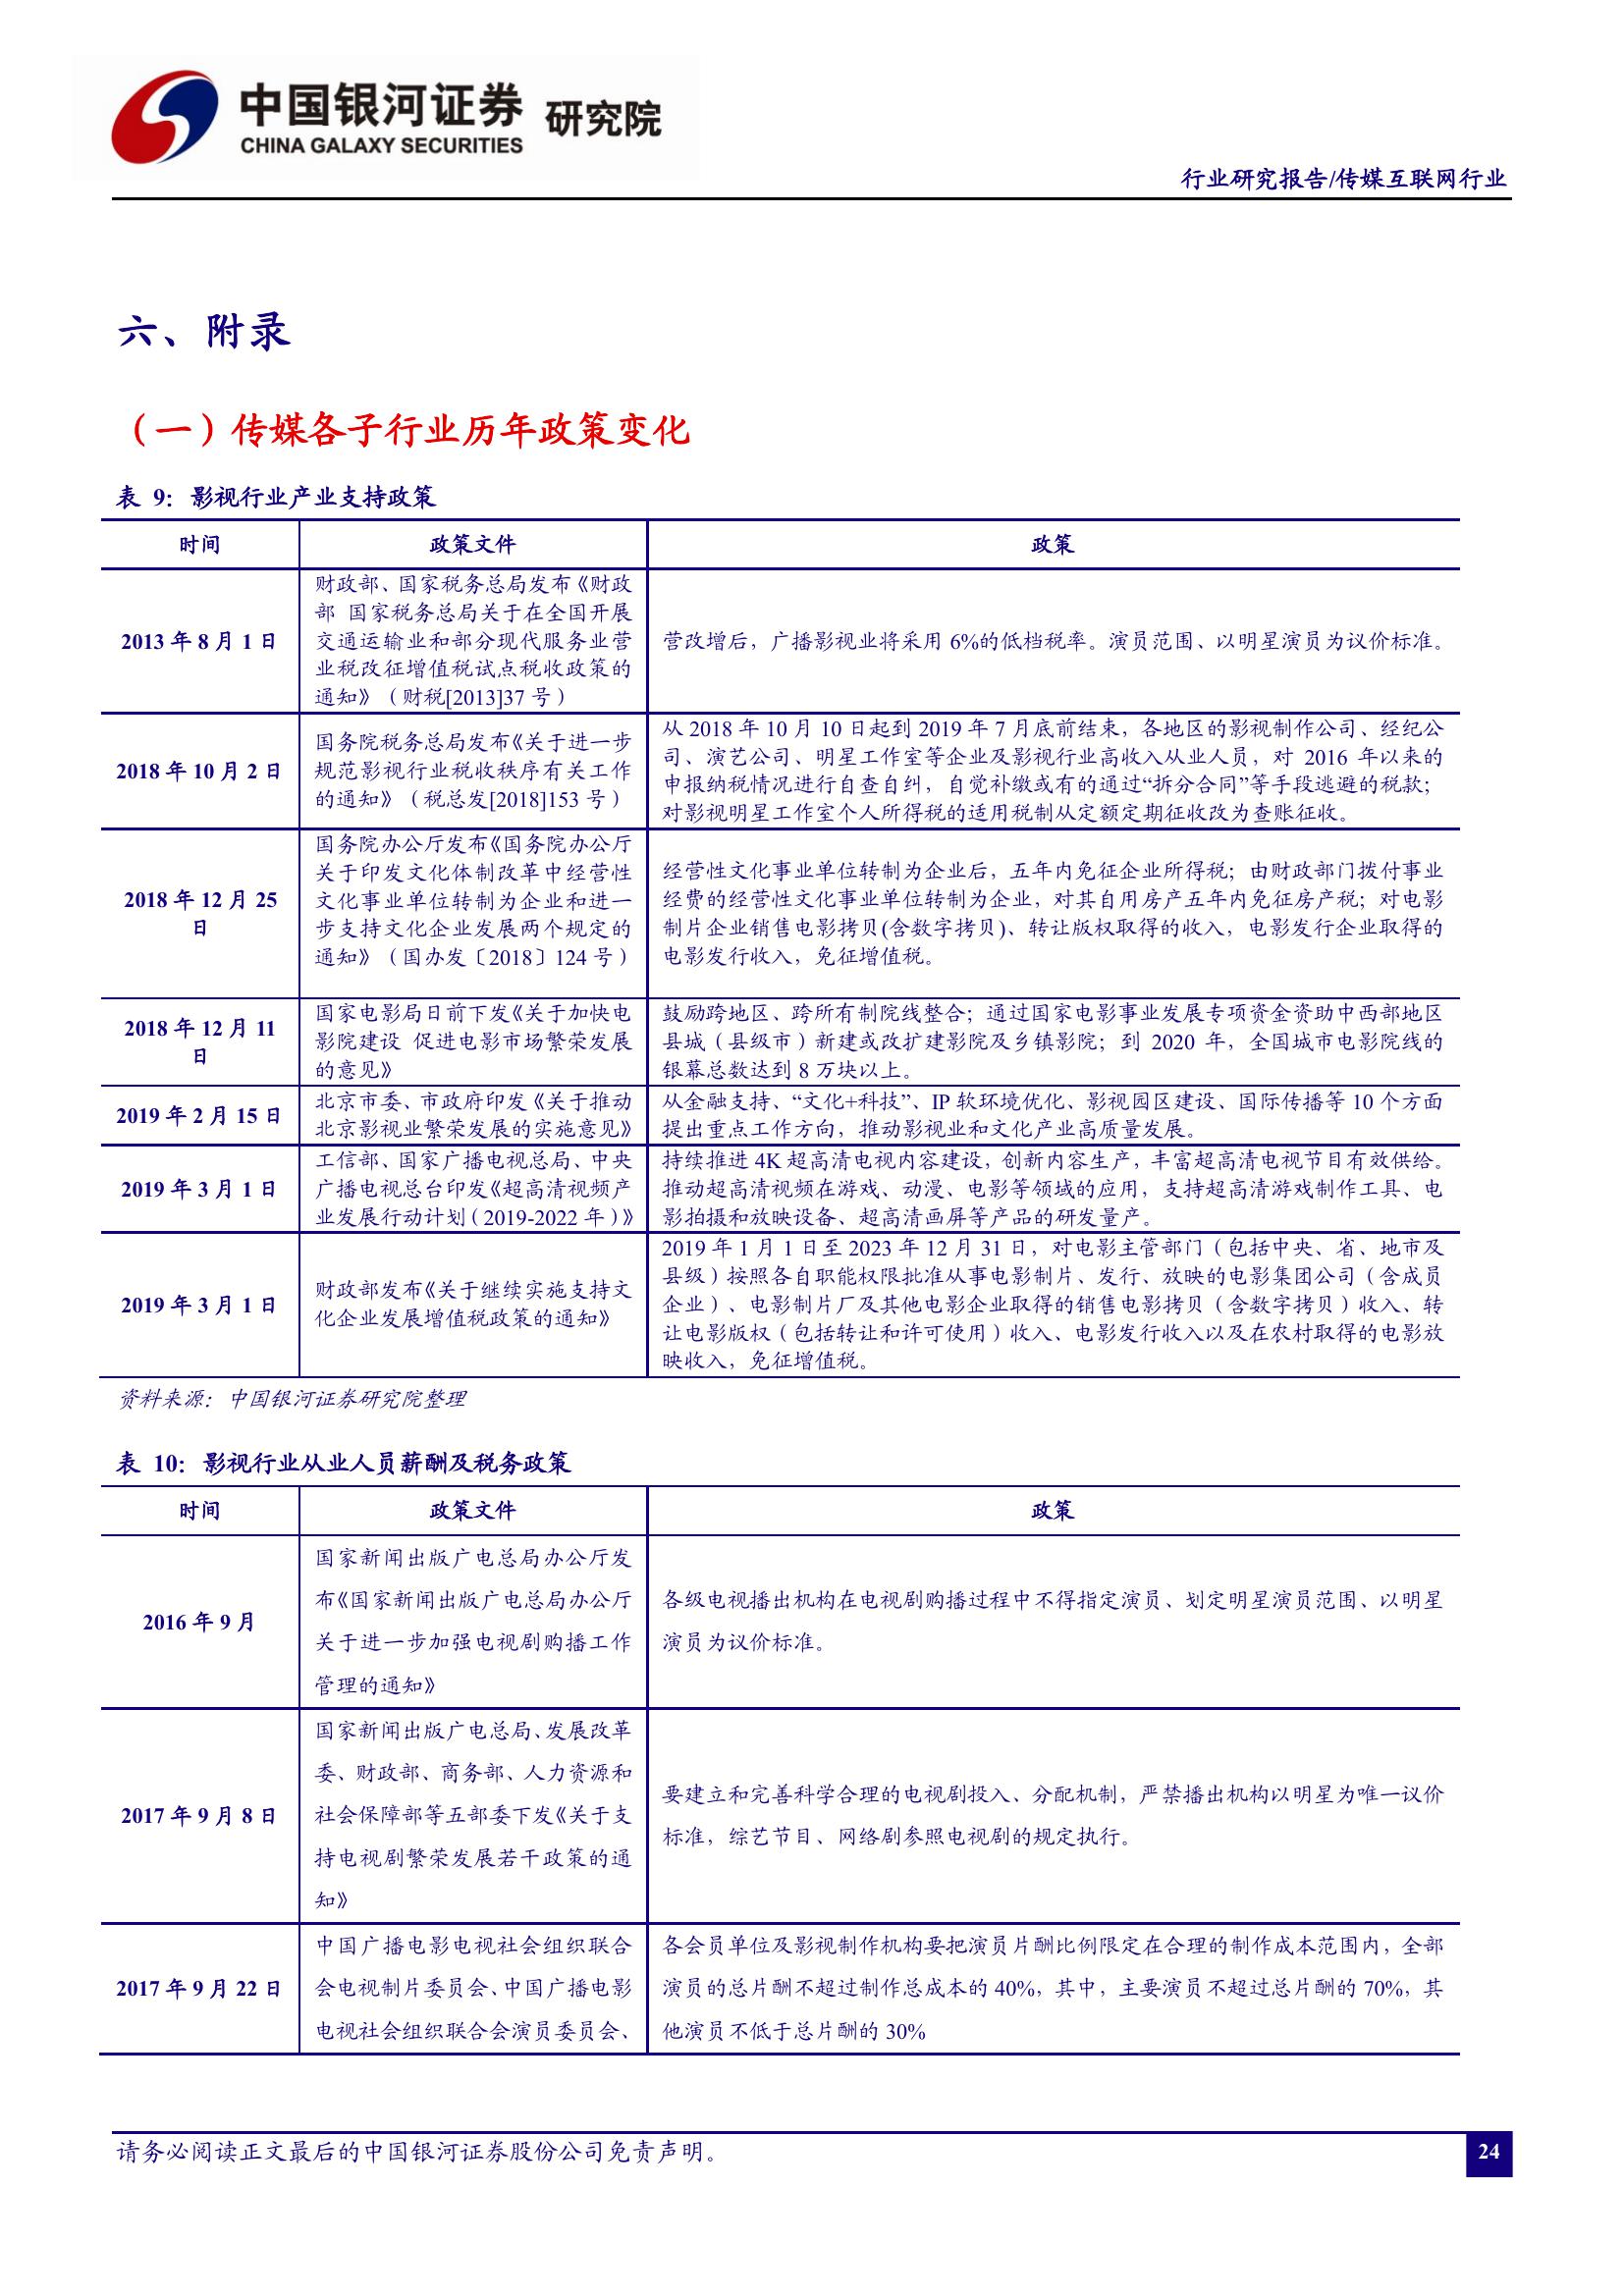 中国银河证券 研究院
CHINA GALAXY SECURITIES
行业研究报告/传媒互联网行业
六、附录
（一）传媒各子行业历年政策变化
表 9：影视行业产业支持政策
时间 政策文件 政策
2013 年 8 月 1 日
财政部、国家税务总局发布《财政
部 国家税务总局关于在全国开展
交通运输业和部分现代服务业营
业税改征增值税试点税收政策的
通知》（财税[2013]37 号）
营改增后，广播影视业将采用 6%的低档税率。演员范围、以明星演员为议价标准。
2018 年 10 月 2 日
国务院税务总局发布《关于进一步
规范影视行业税收秩序有关工作
的通知》（税总发[2018]153 号）
从 2018 年 10 月 10 日起到 2019 年 7 月底前结束，各地区的影视制作公司、经纪公
司、演艺公司、明星工作室等企业及影视行业高收入从业人员，对 2016 年以来的
申报纳税情况进行自查自纠，自觉补缴或有的通过“拆分合同”等手段逃避的税款；
对影视明星工作室个人所得税的适用税制从定额定期征收改为查账征收。
2018 年 12 月 25
日
国务院办公厅发布《国务院办公厅
关于印发文化体制改革中经营性
文化事业单位转制为企业和进一
步支持文化企业发展两个规定的
通知》（国办发〔2018〕124 号）
经营性文化事业单位转制为企业后，五年内免征企业所得税；由财政部门拨付事业
经费的经营性文化事业单位转制为企业，对其自用房产五年内免征房产税；对电影
制片企业销售电影拷贝(含数字拷贝)、转让版权取得的收入，电影发行企业取得的
电影发行收入，免征增值税。
2018 年 12 月 11
日
国家电影局日前下发《关于加快电
影院建设 促进电影市场繁荣发展
的意见》
鼓励跨地区、跨所有制院线整合；通过国家电影事业发展专项资金资助中西部地区
县城（县级市）新建或改扩建影院及乡镇影院；到 2020 年，全国城市电影院线的
银幕总数达到 8 万块以上。
2019 年 2 月 15 日
北京市委、市政府印发《关于推动
北京影视业繁荣发展的实施意见》
从金融支持、“文化+科技”、IP 软环境优化、影视园区建设、国际传播等 10 个方面
提出重点工作方向，推动影视业和文化产业高质量发展。
2019 年 3 月 1 日
工信部、国家广播电视总局、中央
广播电视总台印发《超高清视频产
业发展行动计划（2019-2022 年）》
持续推进 4K 超高清电视内容建设，创新内容生产，丰富超高清电视节目有效供给。
推动超高清视频在游戏、动漫、电影等领域的应用，支持超高清游戏制作工具、电
影拍摄和放映设备、超高清画屏等产品的研发量产。
2019 年 3 月 1 日
财政部发布《关于继续实施支持文
化企业发展增值税政策的通知》
2019 年 1 月 1 日至 2023 年 12 月 31 日，对电影主管部门（包括中央、省、地市及
县级）按照各自职能权限批准从事电影制片、发行、放映的电影集团公司（含成员
企业）、电影制片厂及其他电影企业取得的销售电影拷贝（含数字拷贝）收入、转
让电影版权（包括转让和许可使用）收入、电影发行收入以及在农村取得的电影放
映收入，免征增值税。
资料来源：中国银河证券研究院整理
表 10：影视行业从业人员薪酬及税务政策
时间 政策文件 政策
2016 年 9 月
国家新闻出版广电总局办公厅发
布《国家新闻出版广电总局办公厅
关于进一步加强电视剧购播工作
管理的通知》
各级电视播出机构在电视剧购播过程中不得指定演员、划定明星演员范围、以明星
演员为议价标准。
2017 年 9 月 8 日
国家新闻出版广电总局、发展改革
委、财政部、商务部、人力资源和
社会保障部等五部委下发《关于支
持电视剧繁荣发展若干政策的通
知》
要建立和完善科学合理的电视剧投入、分配机制，严禁播出机构以明星为唯一议价
标准，综艺节目、网络剧参照电视剧的规定执行。
2017 年 9 月 22 日
中国广播电影电视社会组织联合
会电视制片委员会、中国广播电影
电视社会组织联合会演员委员会、
各会员单位及影视制作机构要把演员片酬比例限定在合理的制作成本范围内，全部
演员的总片酬不超过制作总成本的 40%，其中，主要演员不超过总片酬的 70%，其
他演员不低于总片酬的 30%
请务必阅读正文最后的中国银河证券股份公司免责声明。
24